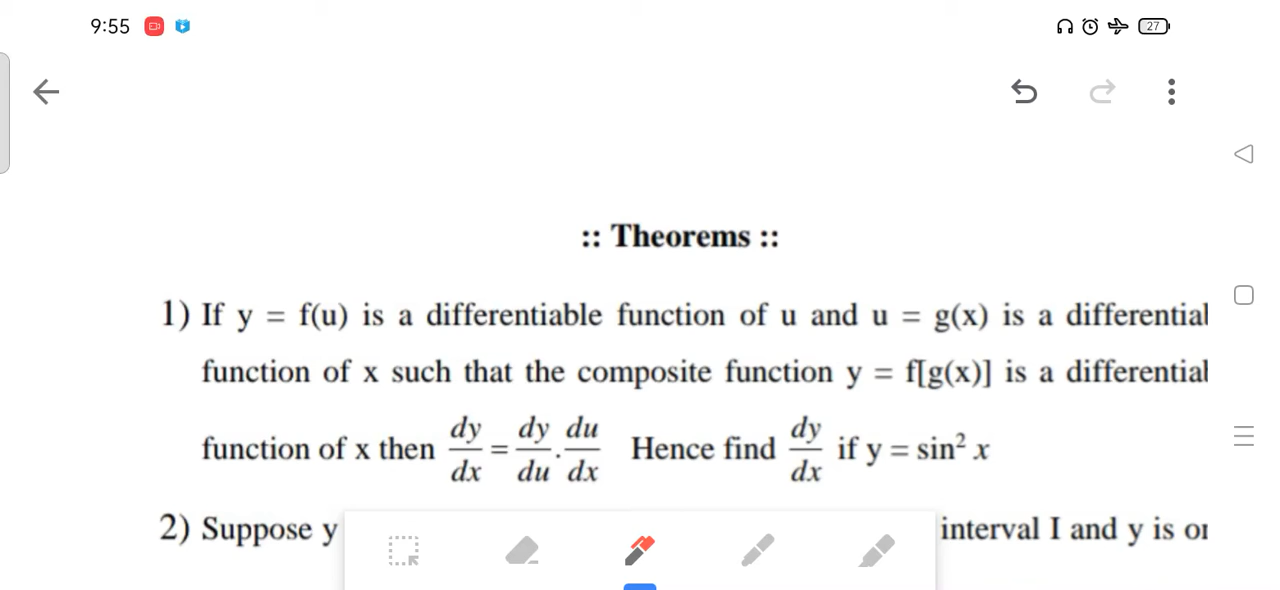 9:55
27
:: Theorems ::
1) If y = f(u) is a differentiable function of u and u = g(x) is a differential
function of x such that the composite function y = f[g(x)] is a differential
function of x then dy/dx = dy/du . du/dx Hence find dy/dx if y = sin² x
2) Suppose y interval I and y is